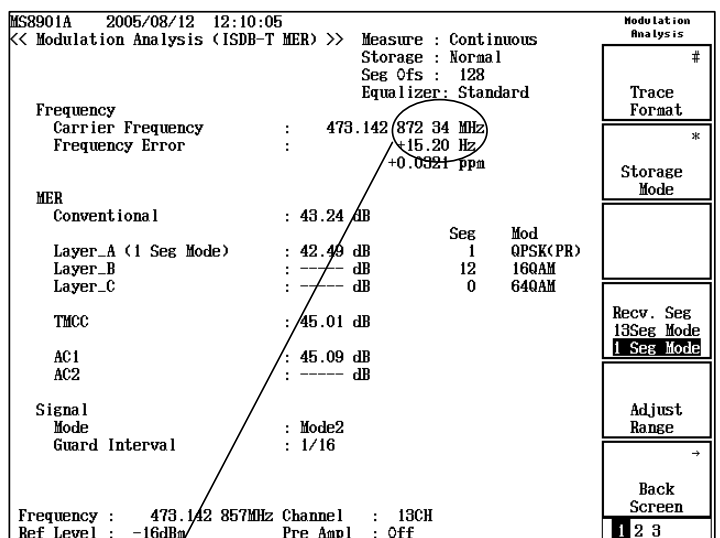 MS8901A 2005/08/12 12:10:05
<< Modulation Analysis (ISDB-T MER) >> Measure : Continuous
Storage : Normal
Seg Ofs : 128
Equalizer: Standard
Frequency
Carrier Frequency : 473.142 872 34 MHz
Frequency Error : +15.20 Hz
+0.0321 ppm
MER
Conventional : 43.24 dB
Seg Mod
Layer_A (1 Seg Mode) : 42.49 dB 1 QPSK(PR)
Layer_B : ----- dB 12 16QAM
Layer_C : ----- dB 0 64QAM
TMCC : 45.01 dB
AC1 : 45.09 dB
AC2 : ----- dB
Signal
Mode : Mode2
Guard Interval : 1/16
Frequency : 473.142 857MHz Channel : 13CH
Ref Level : -16dBm Pre Ampl : Off
Modulation
Analysis
#
Trace
Format
*
Storage
Mode
Recv. Seg
13Seg Mode
1 Seg Mode
Adjust
Range
→
Back
Screen
1 2 3